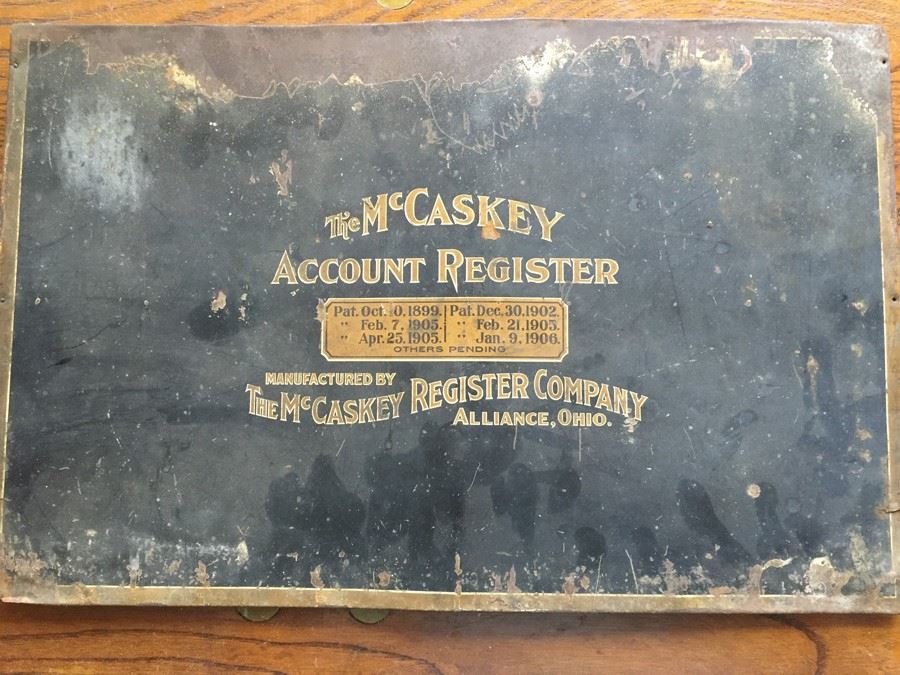 The McCASKEY
ACCOUNT REGISTER
Pat. Oct. 10. 1899. Pat. Dec. 30. 1902.
" Feb. 7. 1905. " Feb. 21. 1905.
" Apr. 25. 1905. " Jan. 9. 1906.
OTHERS PENDING
MANUFACTURED BY
THE McCASKEY REGISTER COMPANY
ALLIANCE, OHIO.